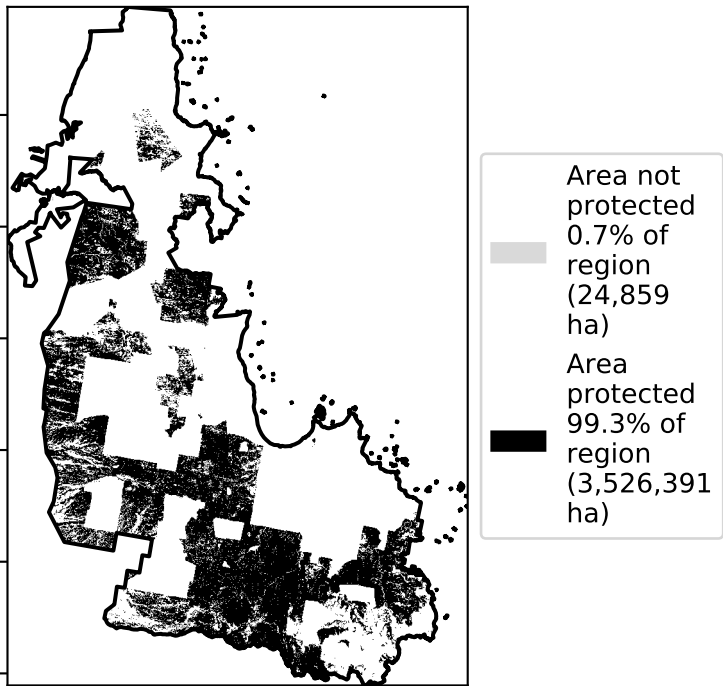 Area not
protected
0.7% of
region
(24,859
ha)
Area
protected
99.3% of
region
(3,526,391
ha)